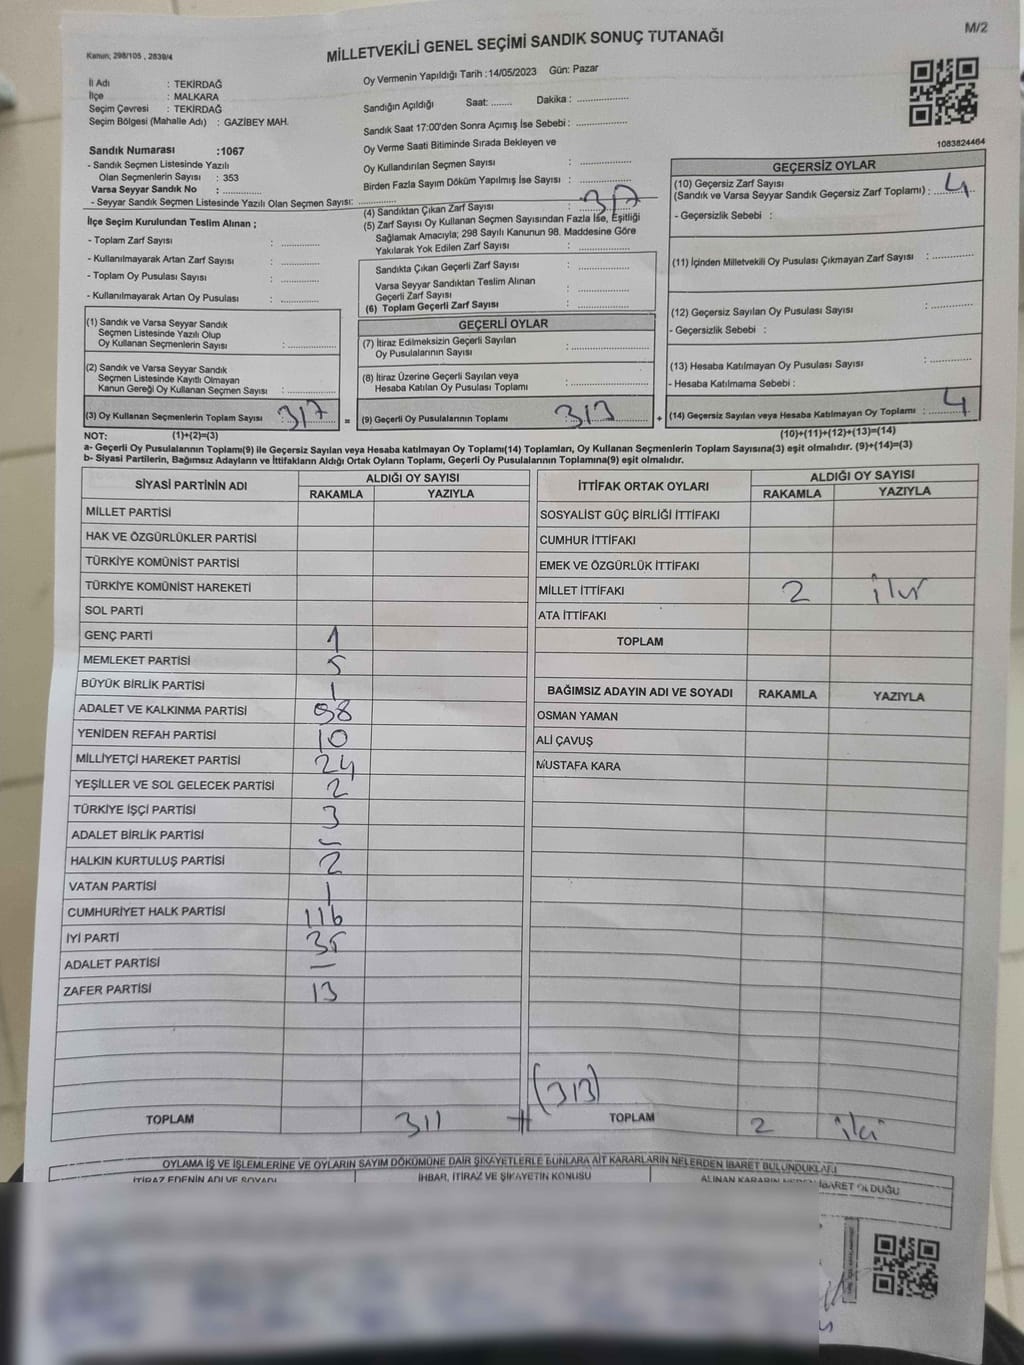 M/2
Kanun; 298/105 , 2839/4
MİLLETVEKİLİ GENEL SEÇİMİ SANDIK SONUÇ TUTANAĞI
İl Adı : TEKİRDAĞ
İlçe : MALKARA
Seçim Çevresi : TEKİRDAĞ
Seçim Bölgesi (Mahalle Adı) : GAZİBEY MAH.
Sandık Numarası :1067
- Sandık Seçmen Listesinde Yazılı
Olan Seçmenlerin Sayısı : 353
Varsa Seyyar Sandık No : ..............
- Seyyar Sandık Seçmen Listesinde Yazılı Olan Seçmen Sayısı: ..............
İlçe Seçim Kurulundan Teslim Alınan ;
- Toplam Zarf Sayısı : ..............
- Kullanılmayarak Artan Zarf Sayısı : ..............
- Toplam Oy Pusulası Sayısı : ..............
- Kullanılmayarak Artan Oy Pusulası : ..............
(1) Sandık ve Varsa Seyyar Sandık
Seçmen Listesinde Yazılı Olup
Oy Kullanan Seçmenlerin Sayısı : ..............
(2) Sandık ve Varsa Seyyar Sandık
Seçmen Listesinde Kayıtlı Olmayan
Kanun Gereği Oy Kullanan Seçmen Sayısı : ..............
(3) Oy Kullanan Seçmenlerin Toplam Sayısı 317 =
Oy Vermenin Yapıldığı Tarih :14/05/2023 Gün: Pazar
Sandığın Açıldığı Saat: ........ Dakika : ..............
Sandık Saat 17:00'den Sonra Açımış İse Sebebi : ..............
Oy Verme Saati Bitiminde Sırada Bekleyen ve
Oy Kullandırılan Seçmen Sayısı : ..............
Birden Fazla Sayım Döküm Yapılmış İse Sayısı : ..............
(4) Sandıktan Çıkan Zarf Sayısı : 317
(5) Zarf Sayısı Oy Kullanan Seçmen Sayısından Fazla İse, Eşitliği
Sağlamak Amacıyla; 298 Sayılı Kanunun 98. Maddesine Göre
Yakılarak Yok Edilen Zarf Sayısı : ..............
Sandıkta Çıkan Geçerli Zarf Sayısı : ..............
Varsa Seyyar Sandıktan Teslim Alınan
Geçerli Zarf Sayısı : ..............
(6) Toplam Geçerli Zarf Sayısı : ..............
GEÇERLİ OYLAR
(7) İtiraz Edilmeksizin Geçerli Sayılan
Oy Pusulalarının Sayısı : ..............
(8) İtiraz Üzerine Geçerli Sayılan veya
Hesaba Katılan Oy Pusulası Toplamı : ..............
(9) Geçerli Oy Pusulalarının Toplamı 313 +
1083824464
GEÇERSİZ OYLAR
(10) Geçersiz Zarf Sayısı
(Sandık ve Varsa Seyyar Sandık Geçersiz Zarf Toplamı) : 4
- Geçersizlik Sebebi :
(11) İçinden Milletvekili Oy Pusulası Çıkmayan Zarf Sayısı : ..............
(12) Geçersiz Sayılan Oy Pusulası Sayısı : ..............
- Geçersizlik Sebebi :
(13) Hesaba Katılmayan Oy Pusulası Sayısı : ..............
- Hesaba Katılmama Sebebi :
(14) Geçersiz Sayılan veya Hesaba Katılmayan Oy Toplamı : 4
NOT: (1)+(2)=(3) (10)+(11)+(12)+(13)=(14)
a- Geçerli Oy Pusulalarının Toplamı(9) ile Geçersiz Sayılan veya Hesaba katılmayan Oy Toplamı(14) Toplamları, Oy Kullanan Seçmenlerin Toplam Sayısına(3) eşit olmalıdır. (9)+(14)=(3)
b- Siyasi Partilerin, Bağımsız Adayların ve İttifakların Aldığı Ortak Oyların Toplamı, Geçerli Oy Pusulalarının Toplamına(9) eşit olmalıdır.
SİYASİ PARTİNİN ADI ALDIĞI OY SAYISI
RAKAMLA YAZIYLA
MİLLET PARTİSİ
HAK VE ÖZGÜRLÜKLER PARTİSİ
TÜRKİYE KOMÜNİST PARTİSİ
TÜRKİYE KOMÜNİST HAREKETİ
SOL PARTİ
GENÇ PARTİ 1
MEMLEKET PARTİSİ 5
BÜYÜK BİRLİK PARTİSİ 1
ADALET VE KALKINMA PARTİSİ 98
YENİDEN REFAH PARTİSİ 10
MİLLİYETÇİ HAREKET PARTİSİ 24
YEŞİLLER VE SOL GELECEK PARTİSİ 2
TÜRKİYE İŞÇİ PARTİSİ 3
ADALET BİRLİK PARTİSİ –
HALKIN KURTULUŞ PARTİSİ 2
VATAN PARTİSİ 1
CUMHURİYET HALK PARTİSİ 116
İYİ PARTİ 35
ADALET PARTİSİ –
ZAFER PARTİSİ 13
TOPLAM 311 +
İTTİFAK ORTAK OYLARI ALDIĞI OY SAYISI
RAKAMLA YAZIYLA
SOSYALİST GÜÇ BİRLİĞİ İTTİFAKI
CUMHUR İTTİFAKI
EMEK VE ÖZGÜRLÜK İTTİFAKI
MİLLET İTTİFAKI 2
ATA İTTİFAKI
TOPLAM
BAĞIMSIZ ADAYIN ADI VE SOYADI RAKAMLA YAZIYLA
OSMAN YAMAN
ALİ ÇAVUŞ
MUSTAFA KARA
(313)
TOPLAM 2 iki
OYLAMA İŞ VE İŞLEMLERİNE VE OYLARIN SAYIM DÖKÜMÜNE DAİR ŞİKAYETLERLE BUNLARA AİT KARARLARIN NELERDEN İBARET BULUNDUKLARI
İTİRAZ EDENİN ADI VE SOYADI İHBAR, İTİRAZ VE ŞİKAYETİN KONUSU ALINAN KARARIN NEDEN İBARET OLDUĞU